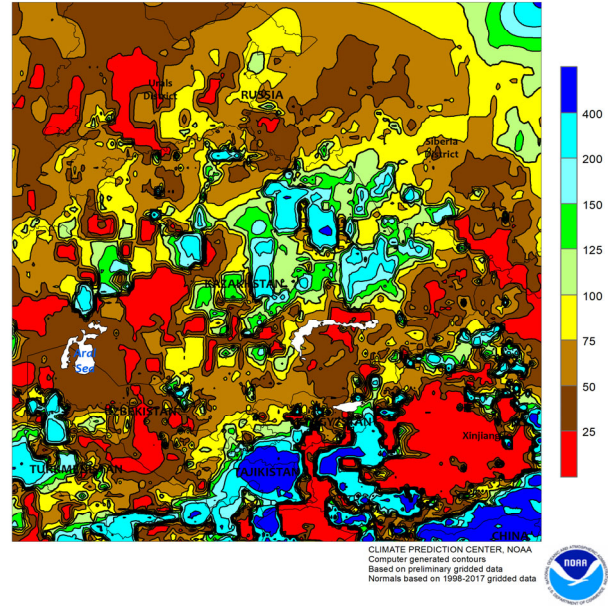 Urals
District
RUSSIA
Siberia
District
KAZAKHSTAN
Aral
Sea
UZBEKISTAN
KYRGYZSTAN
Xinjiang
TURKMENISTAN
TAJIKISTAN
CHINA
400
200
150
125
100
75
50
25
CLIMATE PREDICTION CENTER, NOAA
Computer generated contours
Based on preliminary gridded data
Normals based on 1998-2017 gridded data
NOAA